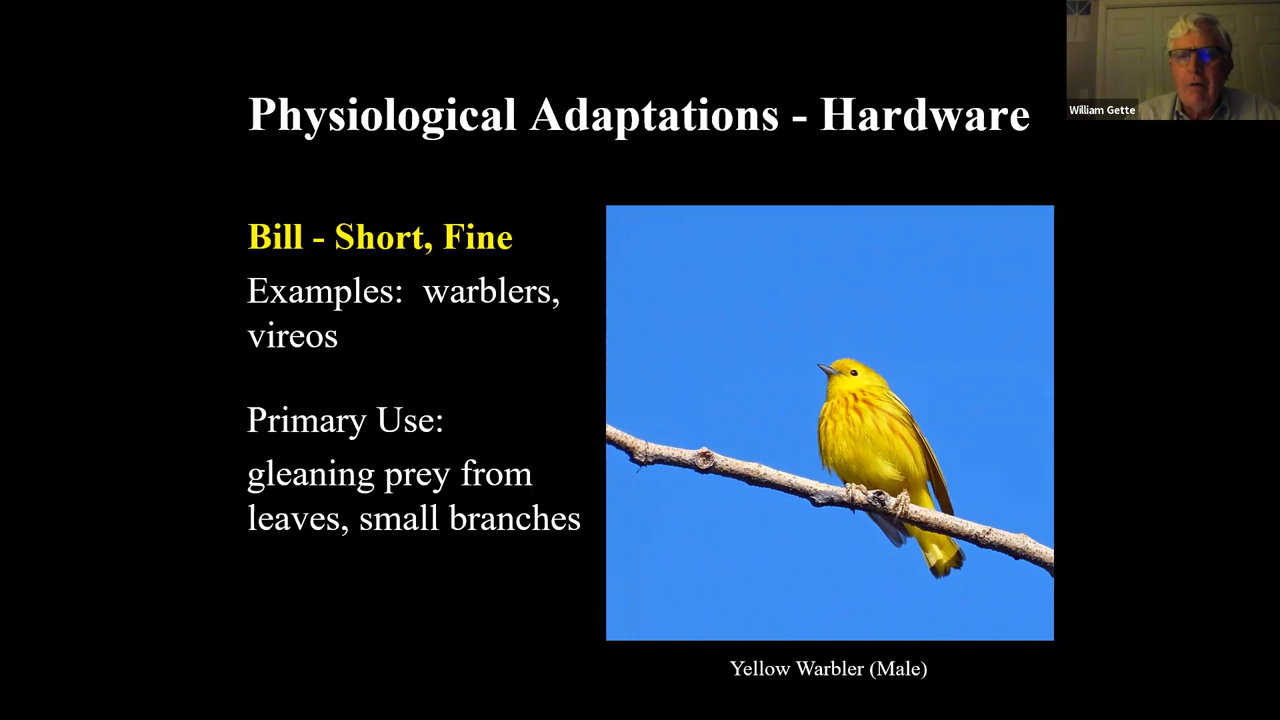 William Gette
Physiological Adaptations - Hardware
Bill - Short, Fine
Examples: warblers,
vireos
Primary Use:
gleaning prey from
leaves, small branches
Yellow Warbler (Male)